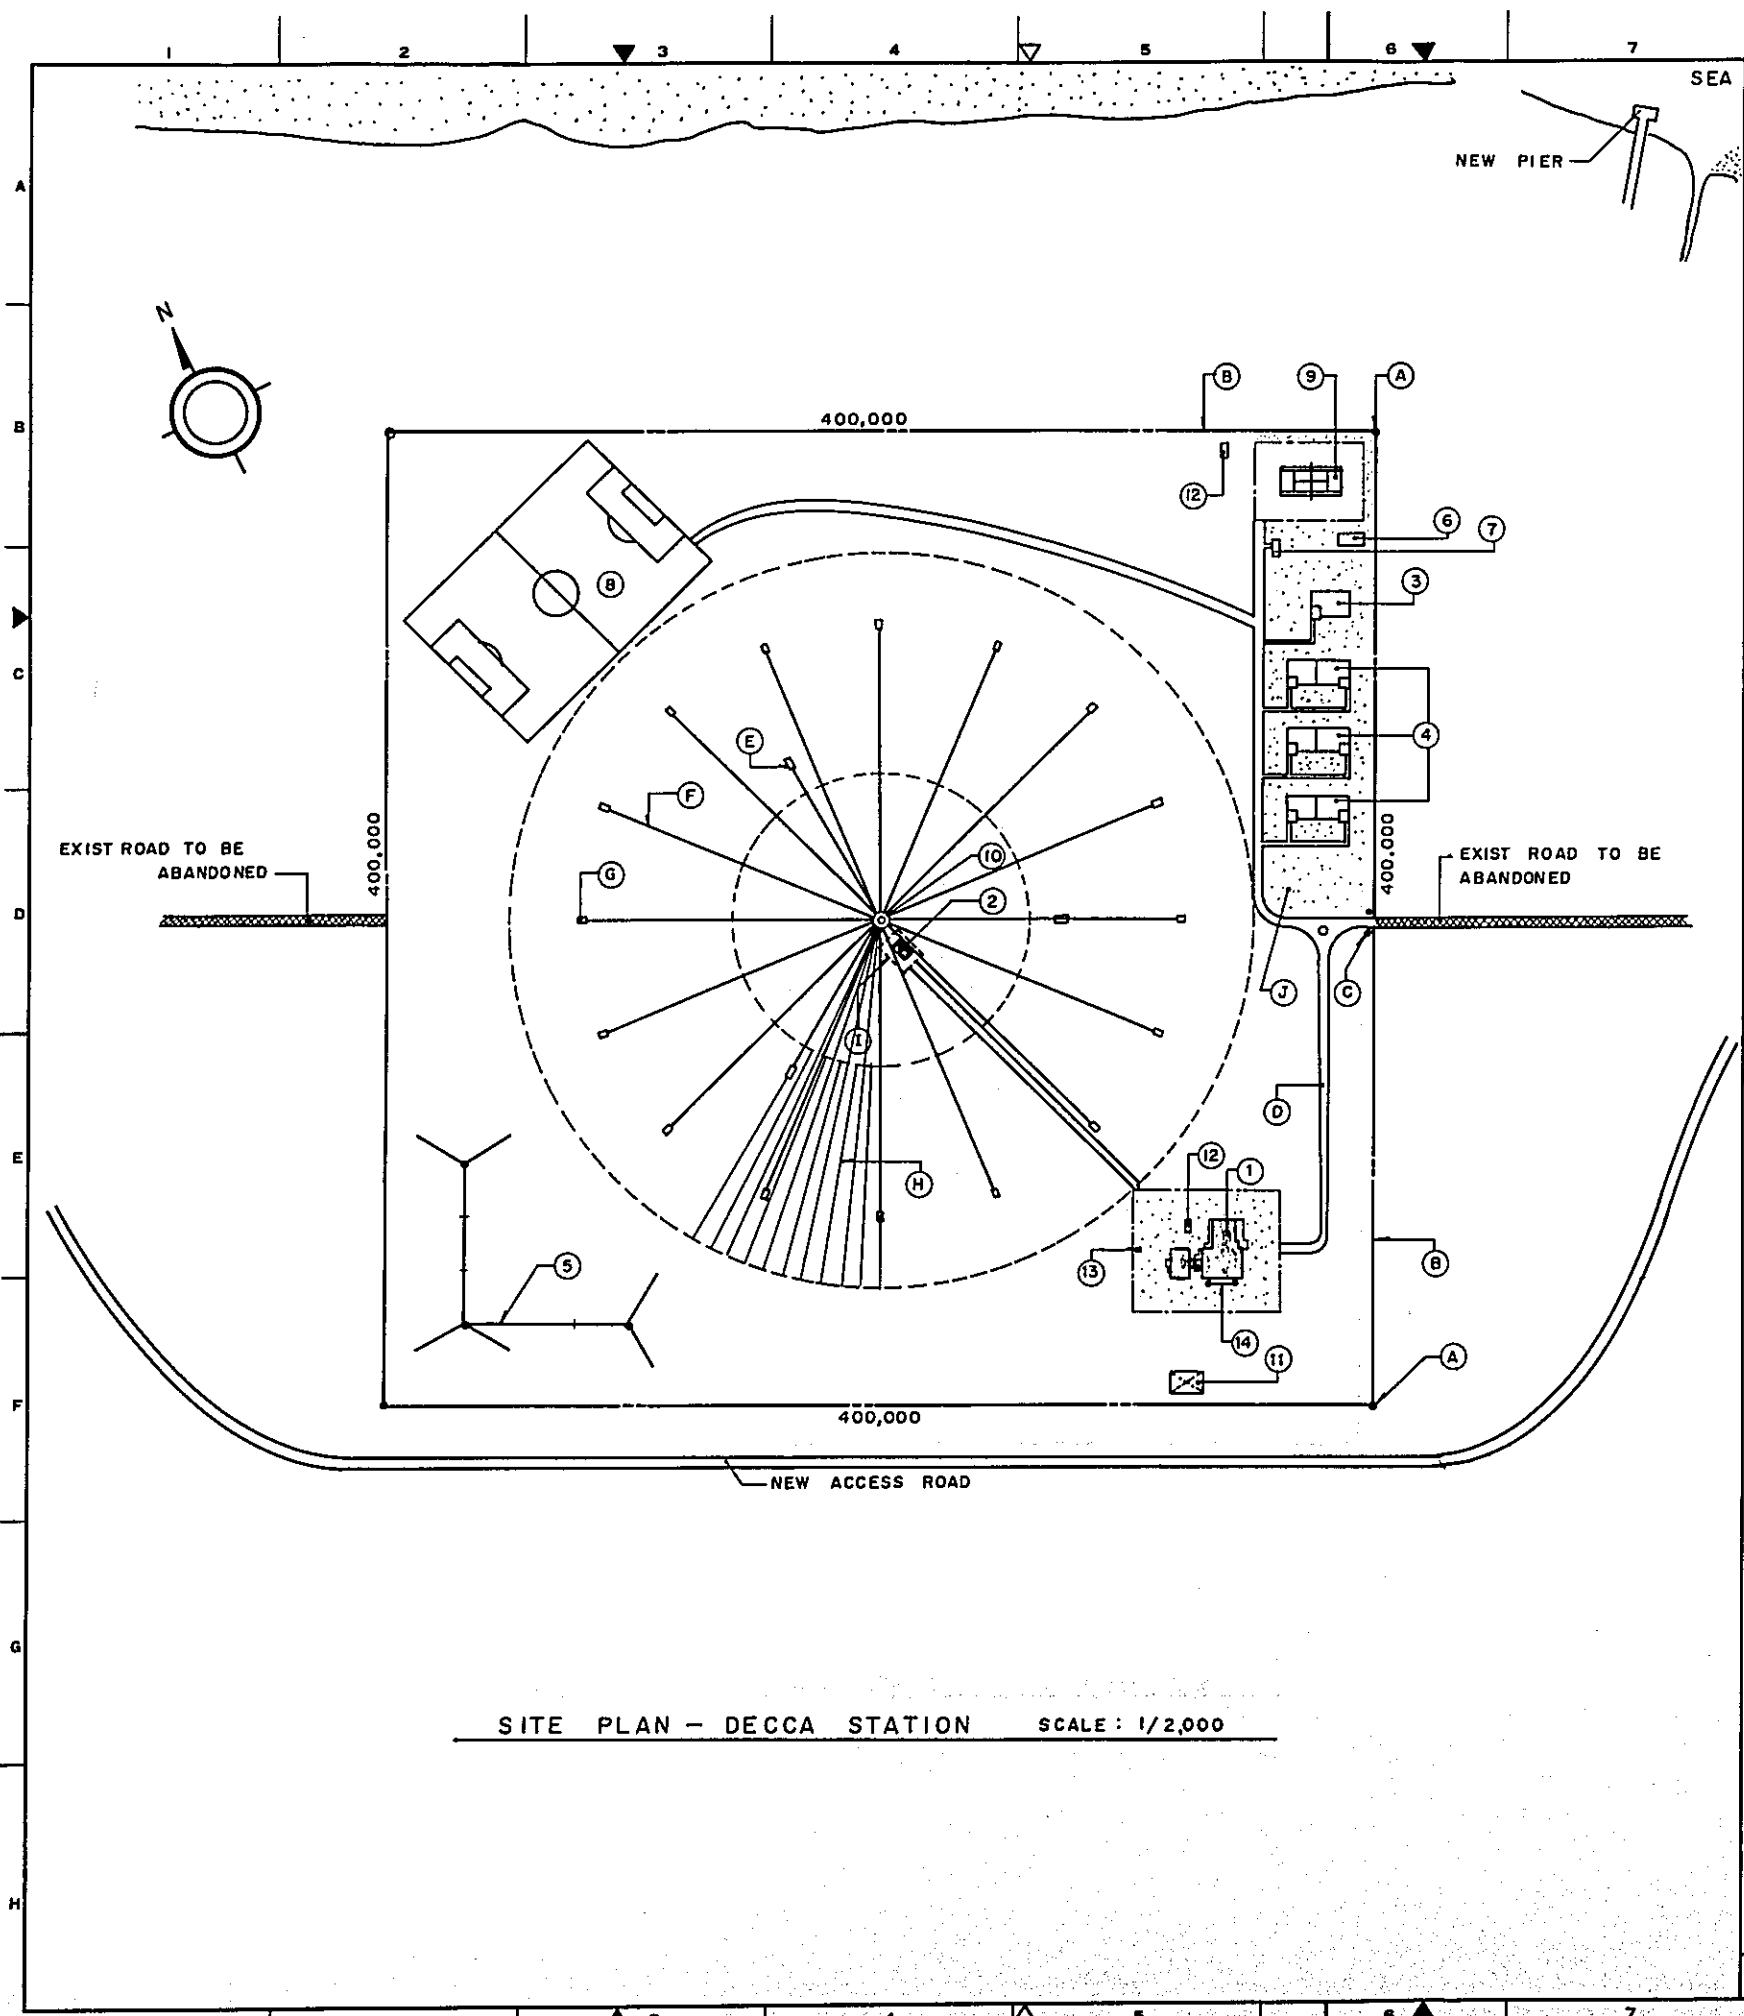 1 2 3 4 5 6 7
SEA
NEW PIER
A
N
B 9 A
B
400,000
12
6 7
8
3
C
E
4
F
400,000
400,000
EXIST ROAD TO BE
ABANDONED
EXIST ROAD TO BE
ABANDONED
10
G
2
D
J C
I
D
E
12 1
H
5
13
B
14
11
A
F
400,000
NEW ACCESS ROAD
G
SITE PLAN - DECCA STATION SCALE: 1/2,000
H